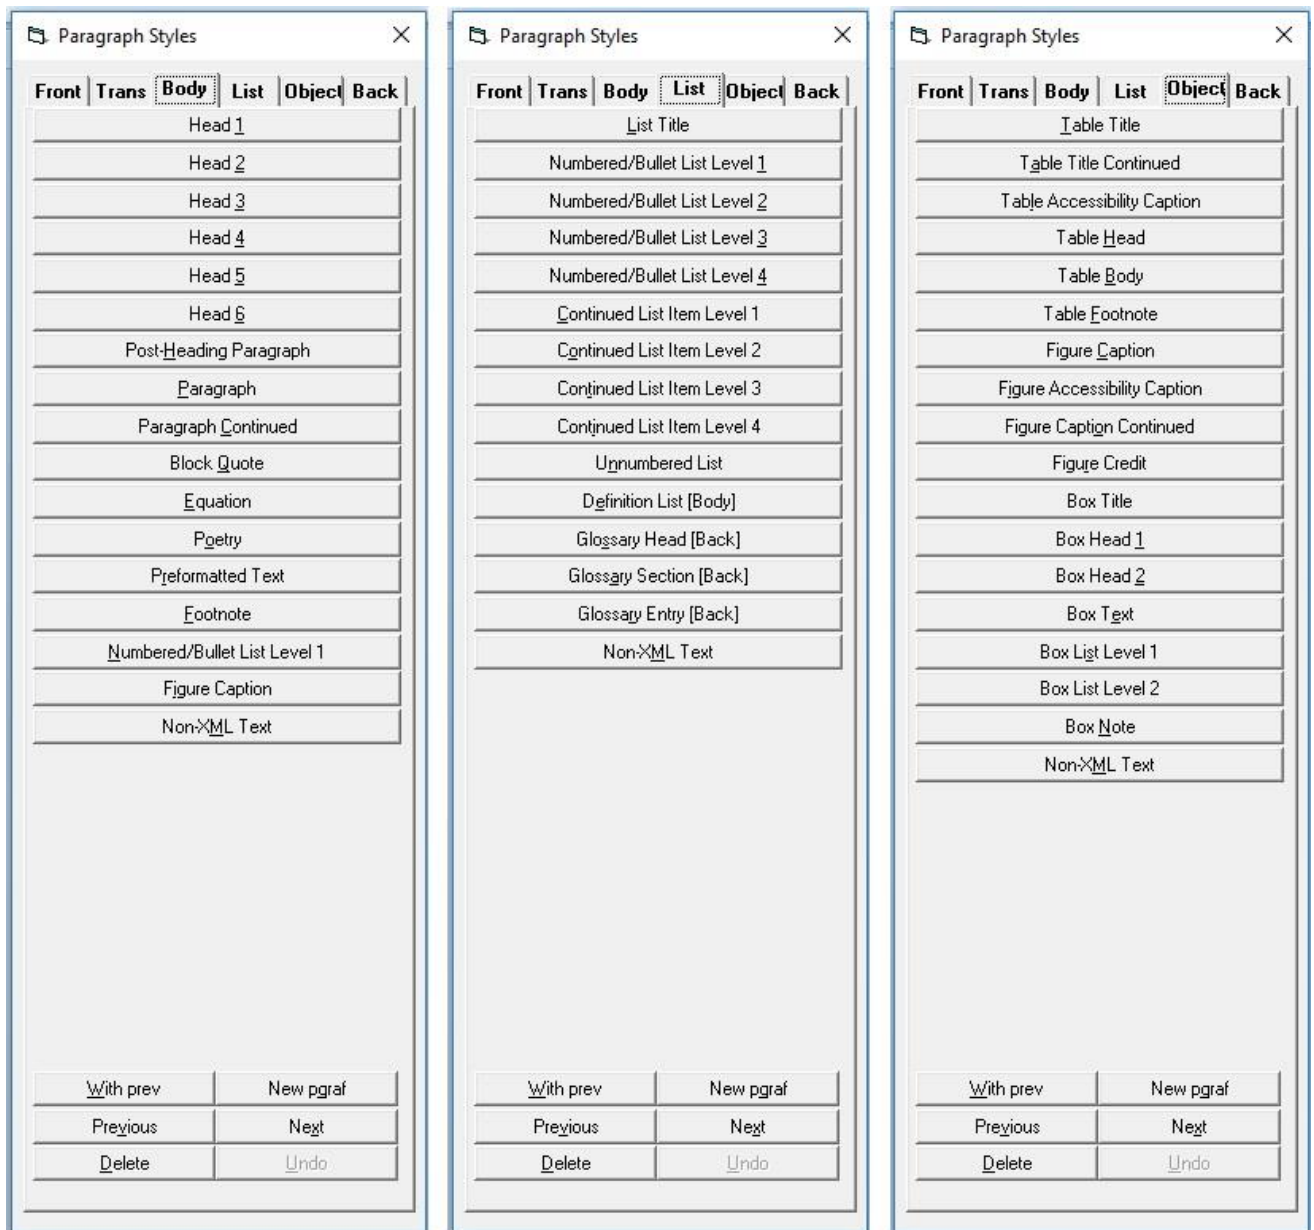 Paragraph Styles
Front Trans Body List Object Back
Head 1
Head 2
Head 3
Head 4
Head 5
Head 6
Post-Heading Paragraph
Paragraph
Paragraph Continued
Block Quote
Equation
Poetry
Preformatted Text
Footnote
Numbered/Bullet List Level 1
Figure Caption
Non-XML Text
With prev New pgraf
Previous Next
Delete Undo
Paragraph Styles
Front Trans Body List Object Back
List Title
Numbered/Bullet List Level 1
Numbered/Bullet List Level 2
Numbered/Bullet List Level 3
Numbered/Bullet List Level 4
Continued List Item Level 1
Continued List Item Level 2
Continued List Item Level 3
Continued List Item Level 4
Unnumbered List
Definition List [Body]
Glossary Head [Back]
Glossary Section [Back]
Glossary Entry [Back]
Non-XML Text
With prev New pgraf
Previous Next
Delete Undo
Paragraph Styles
Front Trans Body List Object Back
Table Title
Table Title Continued
Table Accessibility Caption
Table Head
Table Body
Table Footnote
Figure Caption
Figure Accessibility Caption
Figure Caption Continued
Figure Credit
Box Title
Box Head 1
Box Head 2
Box Text
Box List Level 1
Box List Level 2
Box Note
Non-XML Text
With prev New pgraf
Previous Next
Delete Undo